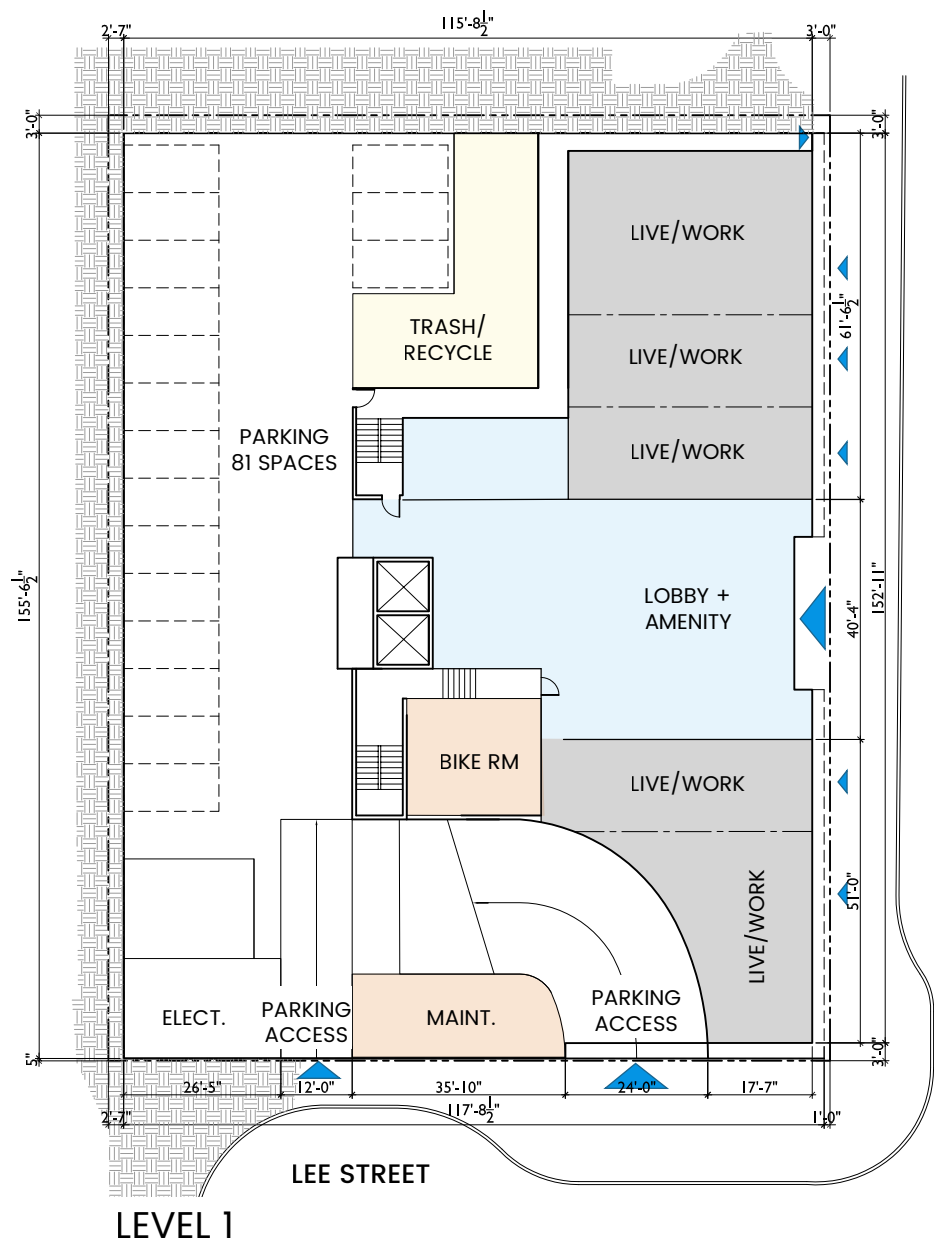 115'-8 1/2"
2'-7"
3'-0"
3'-0"
3'-0"
LIVE/WORK
61'-6 1/2"
TRASH/
RECYCLE
LIVE/WORK
PARKING
81 SPACES
LIVE/WORK
155'-6 1/2"
152'-11"
LOBBY +
AMENITY
40'-4"
BIKE RM
LIVE/WORK
51'-0"
LIVE/WORK
ELECT.
PARKING
ACCESS
MAINT.
PARKING
ACCESS
5"
3'-0"
26'-5"
12'-0"
35'-10"
24'-0"
17'-7"
2'-7"
117'-8 1/2"
1'-0"
LEE STREET
LEVEL 1